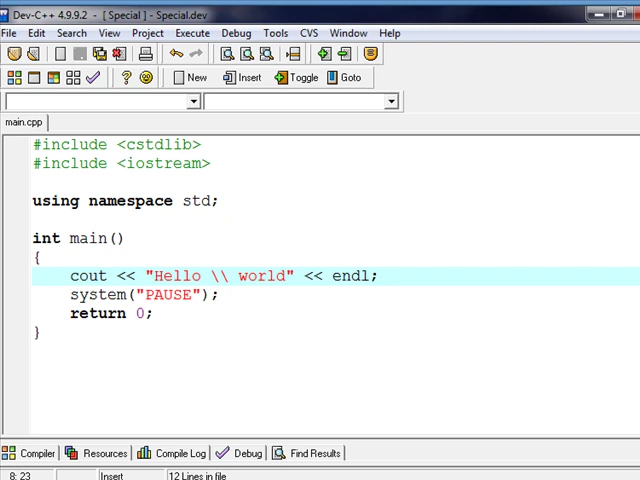 Dev-C++ 4.9.9.2 - [ Special ] - Special.dev
File Edit Search View Project Execute Debug Tools CVS Window Help
New Insert Toggle Goto
main.cpp
#include <cstdlib>
#include <iostream>
using namespace std;
int main()
{
cout << "Hello \\ world" << endl;
system("PAUSE");
return 0;
}
Compiler Resources Compile Log Debug Find Results
8: 23 Insert 12 Lines in file